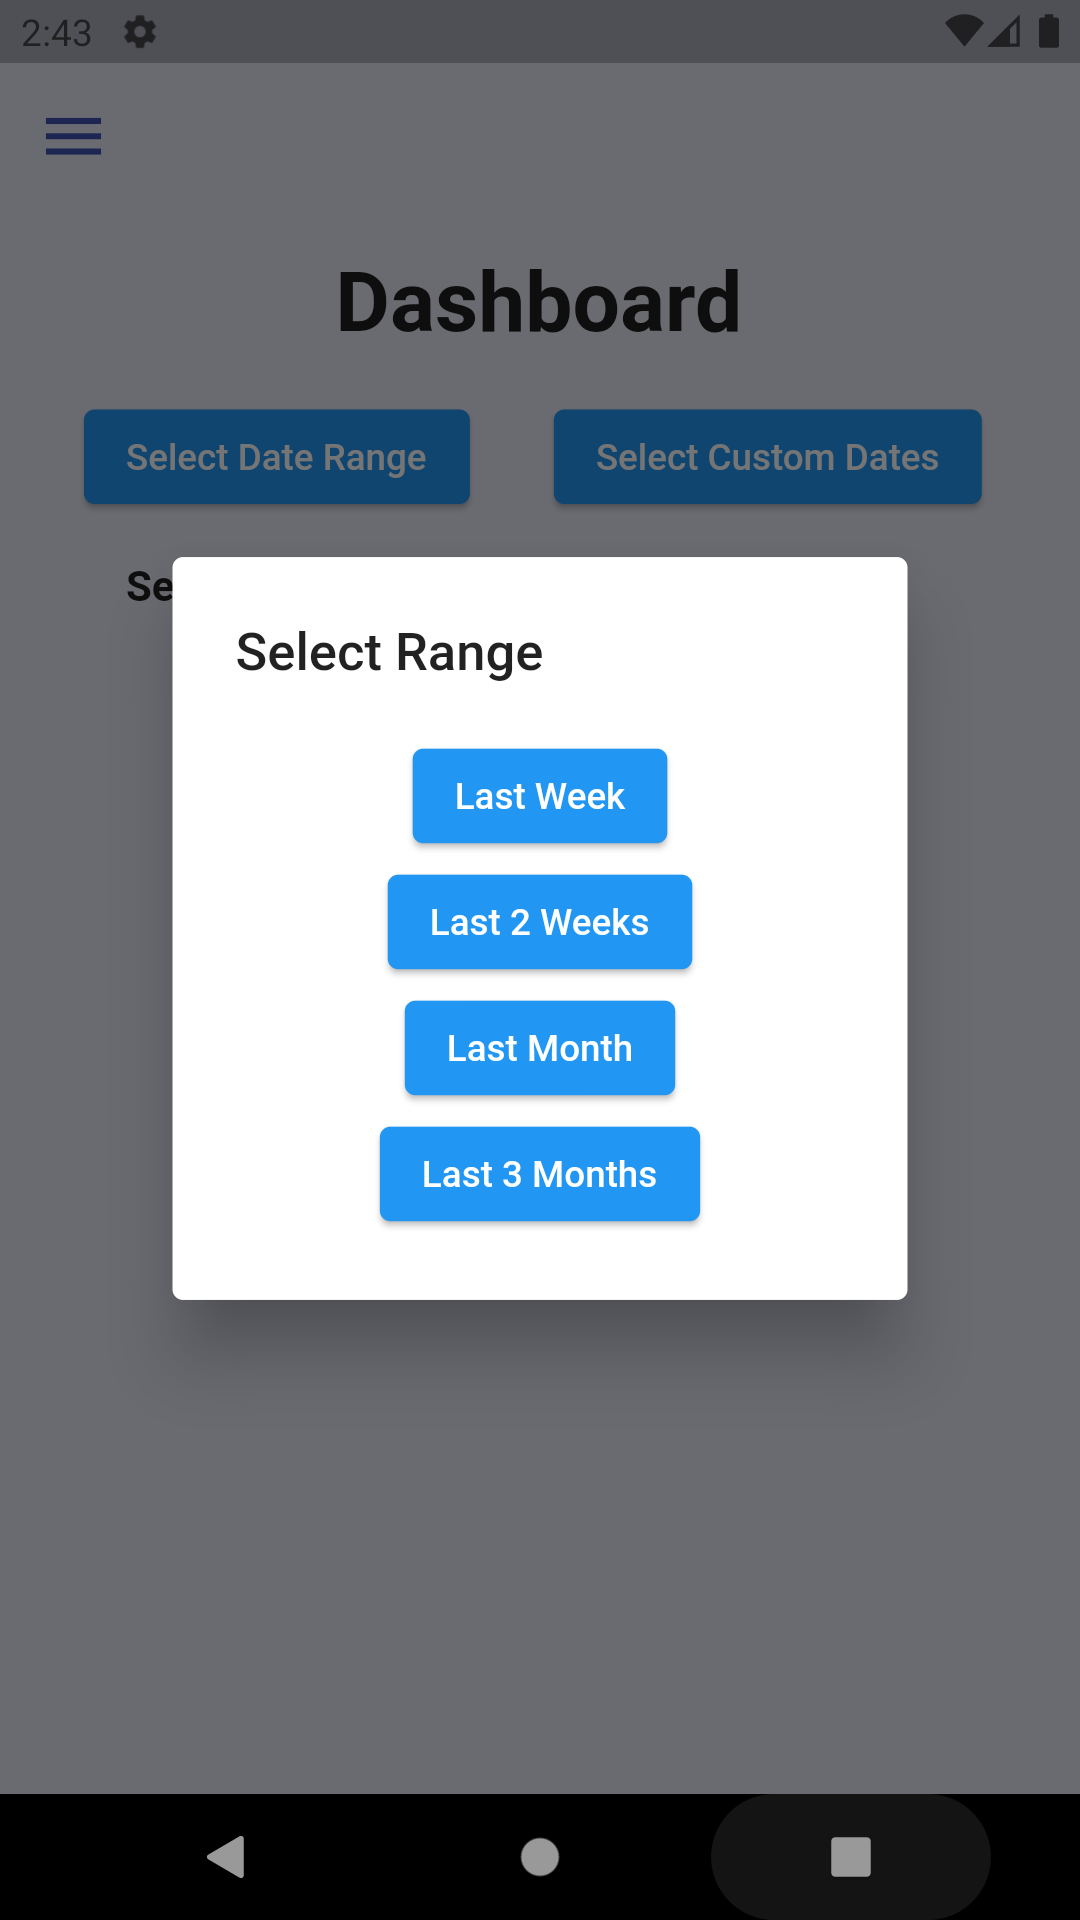 2:43
Dashboard
Select Date Range
Select Custom Dates
Se
Select Range
Last Week
Last 2 Weeks
Last Month
Last 3 Months